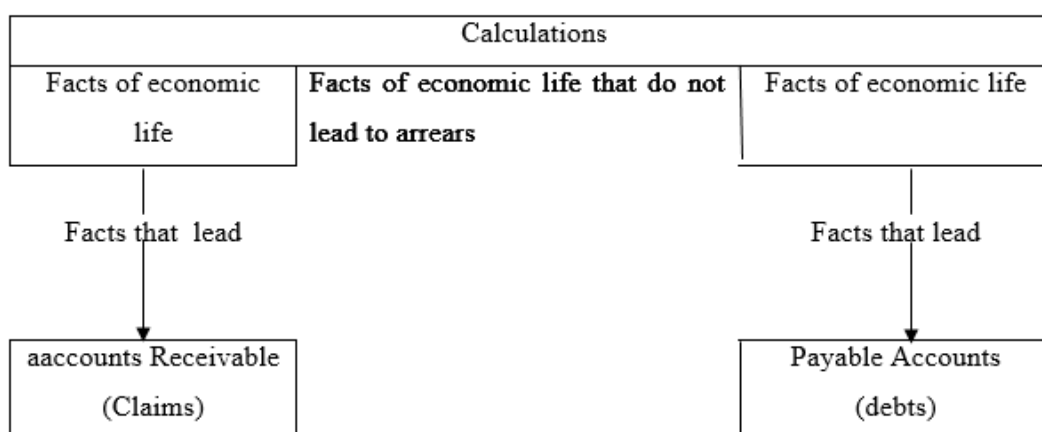 Calculations
Facts of economic
life
Facts of economic life that do not
lead to arrears
Facts of economic life
Facts that lead
Facts that lead
aaccounts Receivable
(Claims)
Payable Accounts
(debts)